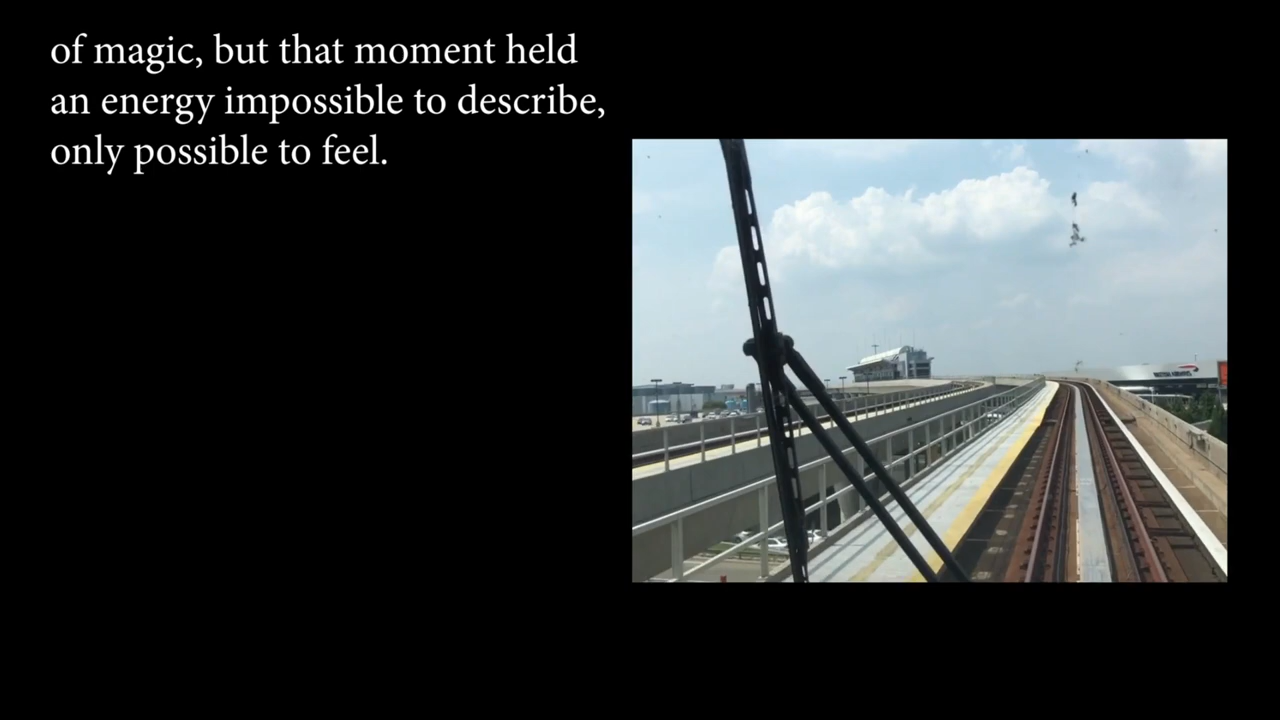 of magic, but that moment held
an energy impossible to describe,
only possible to feel.